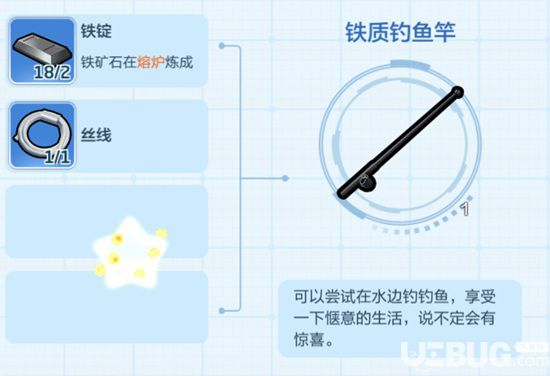 铁锭
铁矿石在熔炉炼成
18/2
丝线
1/1
铁质钓鱼竿
1
可以尝试在水边钓钓鱼，享受
一下惬意的生活，说不定会有
惊喜。
UEBUG